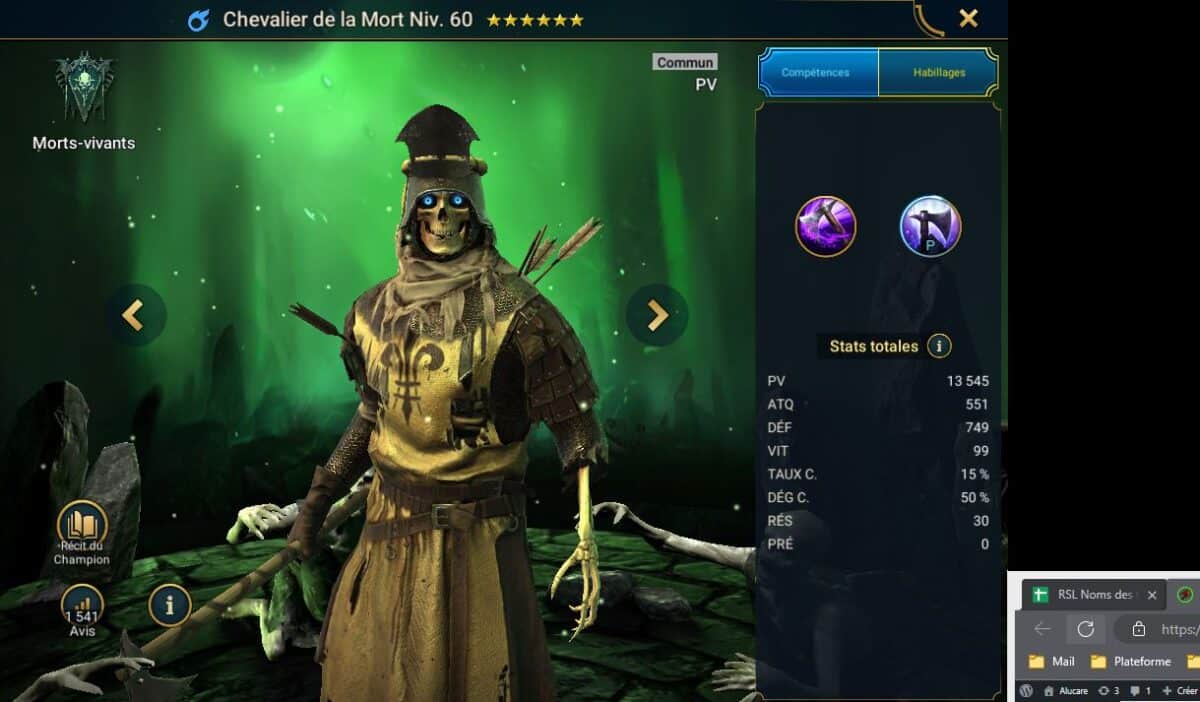 Chevalier de la Mort Niv. 60
Morts-vivants
Commun
PV
Compétences
Habillages
P
Stats totales
PV 13 545
ATQ 551
DÉF 749
VIT 99
TAUX C. 15 %
DÉG C. 50 %
RÉS 30
PRÉ 0
Récit du
Champion
1 541
Avis
RSL Noms des
https:/
Mail Plateforme
Alucare 3 1 + Créer